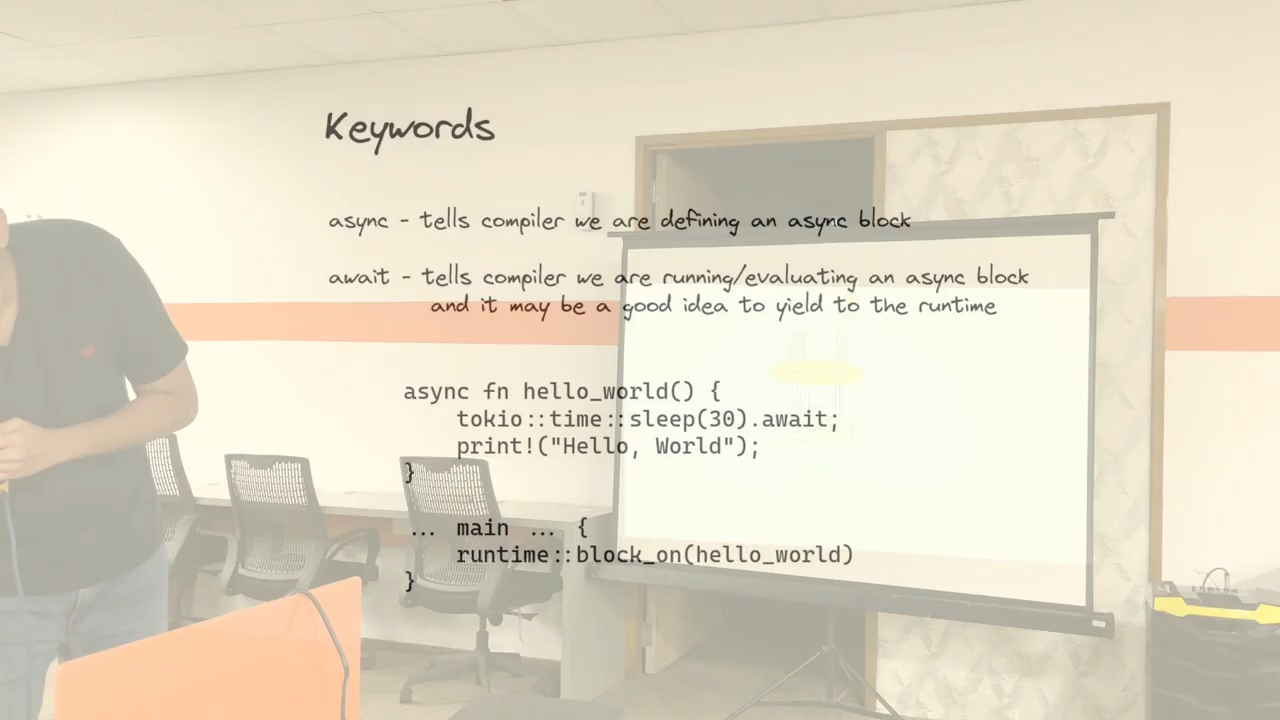 Keywords
async - tells compiler we are defining an async block
await - tells compiler we are running/evaluating an async block
and it may be a good idea to yield to the runtime
async fn hello_world() {
tokio::time::sleep(30).await;
print!("Hello, World");
}
... main ... {
runtime::block_on(hello_world)
}